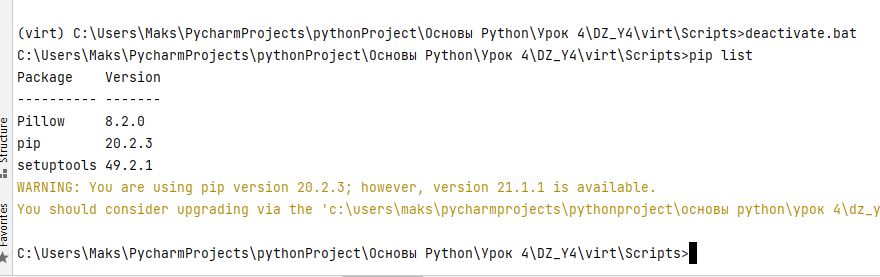 (virt) C:\Users\Maks\PycharmProjects\pythonProject\Основы Python\Урок 4\DZ_Y4\virt\Scripts>deactivate.bat
C:\Users\Maks\PycharmProjects\pythonProject\Основы Python\Урок 4\DZ_Y4\virt\Scripts>pip list
Package    Version
---------- -------
Pillow     8.2.0
pip        20.2.3
setuptools 49.2.1
WARNING: You are using pip version 20.2.3; however, version 21.1.1 is available.
You should consider upgrading via the 'c:\users\maks\pycharmprojects\pythonproject\основы python\урок 4\dz_y
C:\Users\Maks\PycharmProjects\pythonProject\Основы Python\Урок 4\DZ_Y4\virt\Scripts>
Structure
Favorites